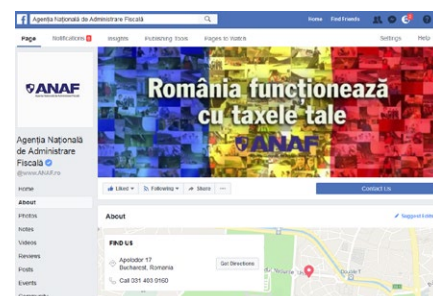 Agenția Națională de Administrare Fiscală
Home Find Friends
Page Notifications Insights Publishing Tools Pages to Watch Settings Help
ANAF
România funcționează
cu taxele tale
ANAF
Agenția Națională
de Administrare
Fiscală
@www.ANAF.ro
Liked Following Share Contact Us
Home
About
Photos
Notes
Videos
Reviews
Posts
Events
Community
About Suggest Edits
FIND US
Apolodor 17
Bucharest, Romania
Get Directions
Call 031 403 9160